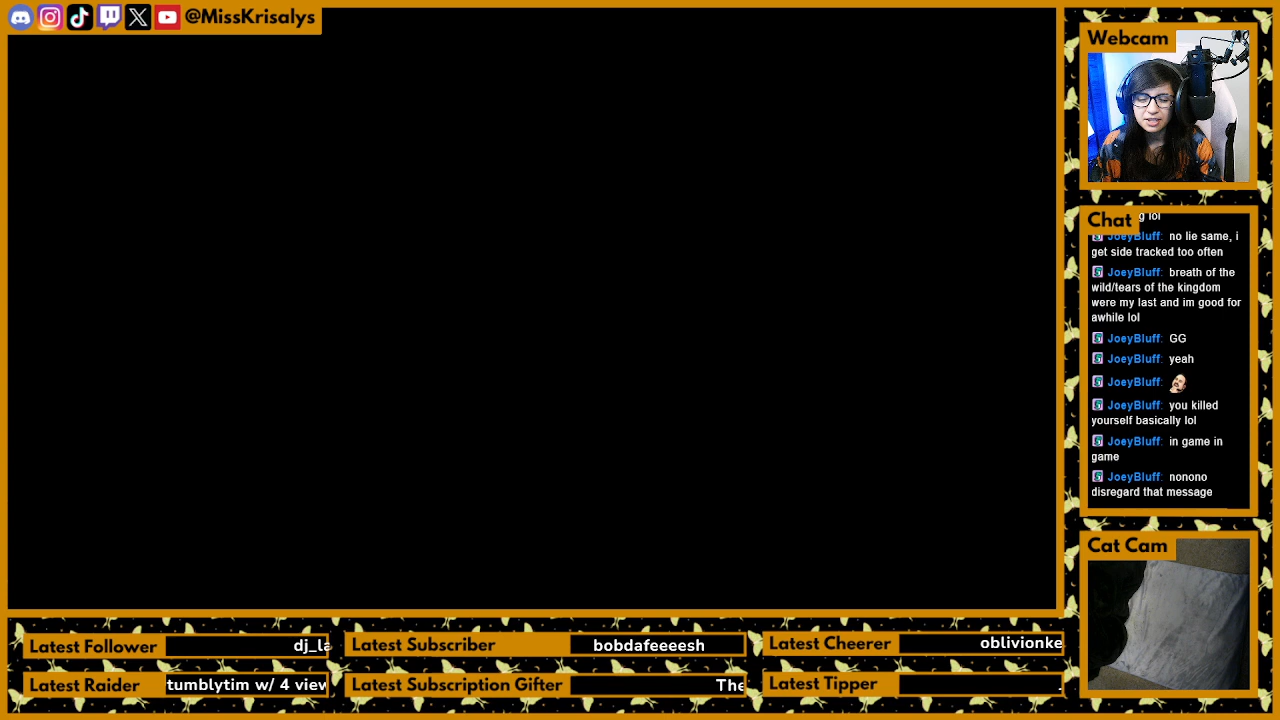 @MissKrisalys
Webcam
Chat
g lol
JoeyBluff: no lie same, i
get side tracked too often
JoeyBluff: breath of the
wild/tears of the kingdom
were my last and im good for
awhile lol
JoeyBluff: GG
JoeyBluff: yeah
JoeyBluff:
JoeyBluff: you killed
yourself basically lol
JoeyBluff: in game in
game
JoeyBluff: nonono
disregard that message
Cat Cam
Latest Follower dj_la
Latest Subscriber bobdafeeeesh
Latest Cheerer oblivionke
Latest Raider tumblytim w/ 4 view
Latest Subscription Gifter The
Latest Tipper .